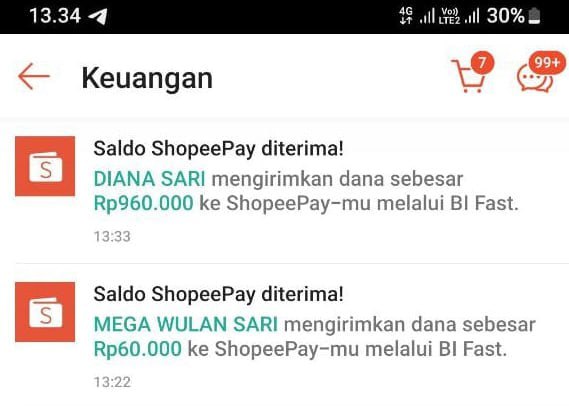 13.34 4G Vo)) LTE2 30%
Keuangan 7 99+
Saldo ShopeePay diterima!
DIANA SARI mengirimkan dana sebesar
Rp960.000 ke ShopeePay-mu melalui BI Fast.
13:33
Saldo ShopeePay diterima!
MEGA WULAN SARI mengirimkan dana sebesar
Rp60.000 ke ShopeePay-mu melalui BI Fast.
13:22